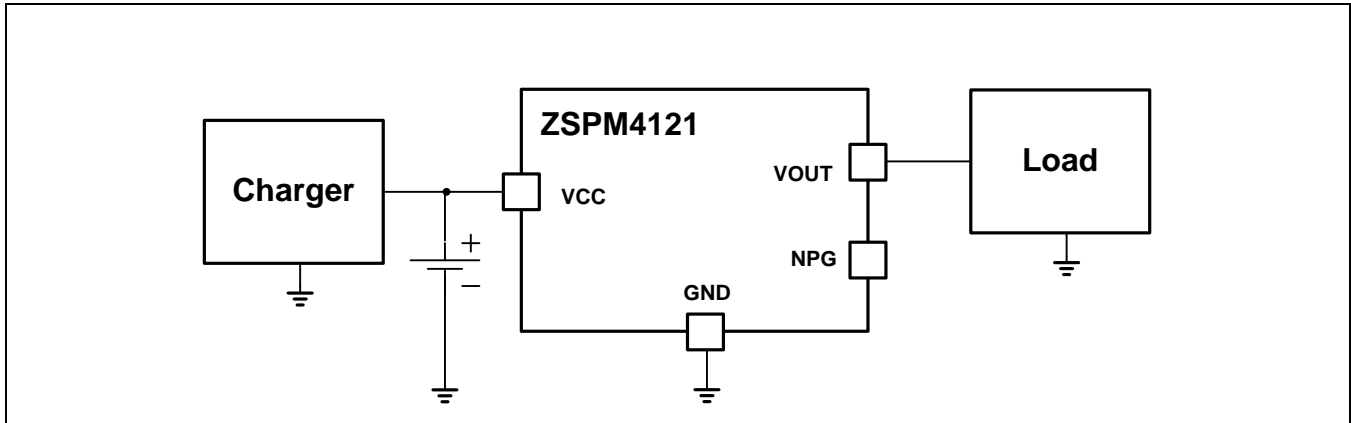 ZSPM4121
Charger
VCC
VOUT
Load
NPG
GND
+
−